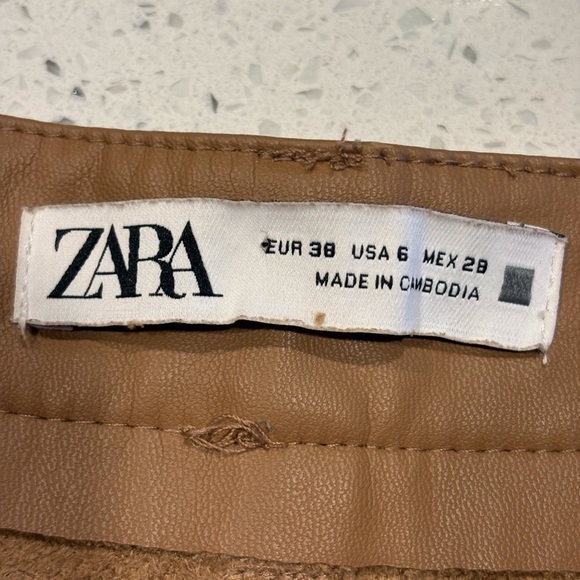 ZARA
EUR 38 USA 6 MEX 28
MADE IN CAMBODIA